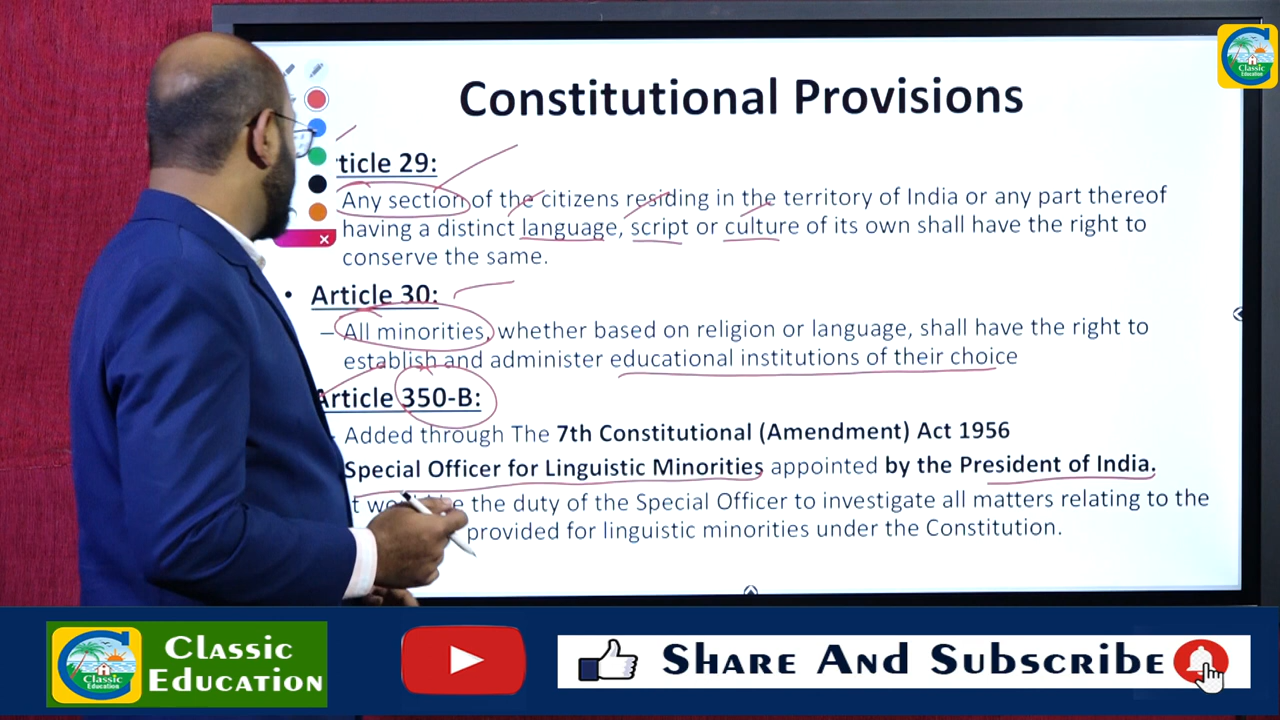 Classic
Education
Constitutional Provisions
ticle 29:
Any section of the citizens residing in the territory of India or any part thereof
having a distinct language, script or culture of its own shall have the right to
conserve the same.
• Article 30:
– All minorities, whether based on religion or language, shall have the right to
establish and administer educational institutions of their choice
Article 350-B:
Added through The 7th Constitutional (Amendment) Act 1956
Special Officer for Linguistic Minorities appointed by the President of India.
the duty of the Special Officer to investigate all matters relating to the
provided for linguistic minorities under the Constitution.
Classic
Education
Classic
Education
Share And Subscribe